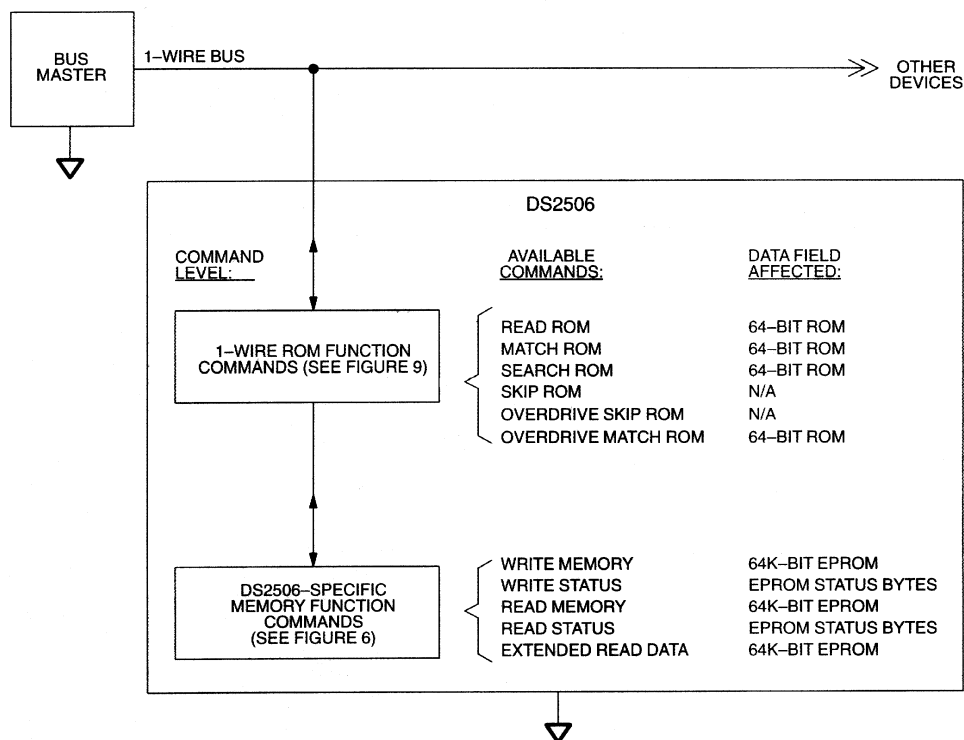 BUS
MASTER
1–WIRE BUS
OTHER
DEVICES
DS2506
COMMAND
LEVEL:
AVAILABLE
COMMANDS:
DATA FIELD
AFFECTED:
1–WIRE ROM FUNCTION
COMMANDS (SEE FIGURE 9)
READ ROM 64–BIT ROM
MATCH ROM 64–BIT ROM
SEARCH ROM 64–BIT ROM
SKIP ROM N/A
OVERDRIVE SKIP ROM N/A
OVERDRIVE MATCH ROM 64–BIT ROM
DS2506–SPECIFIC
MEMORY FUNCTION
COMMANDS
(SEE FIGURE 6)
WRITE MEMORY 64K–BIT EPROM
WRITE STATUS EPROM STATUS BYTES
READ MEMORY 64K–BIT EPROM
READ STATUS EPROM STATUS BYTES
EXTENDED READ DATA 64K–BIT EPROM